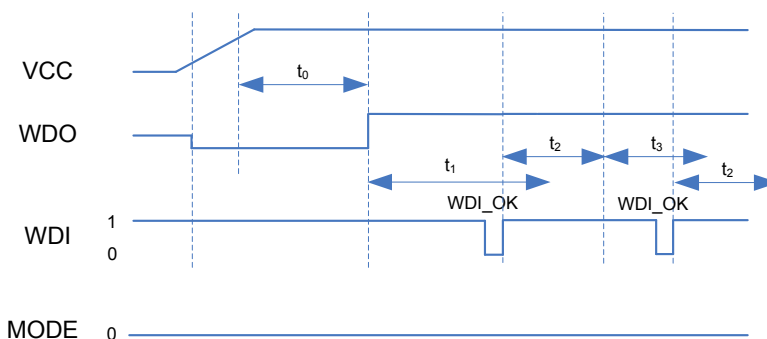 VCC
t₀
WDO
t₁
t₂
t₃
t₂
WDI_OK
WDI_OK
WDI
1
0
MODE
0